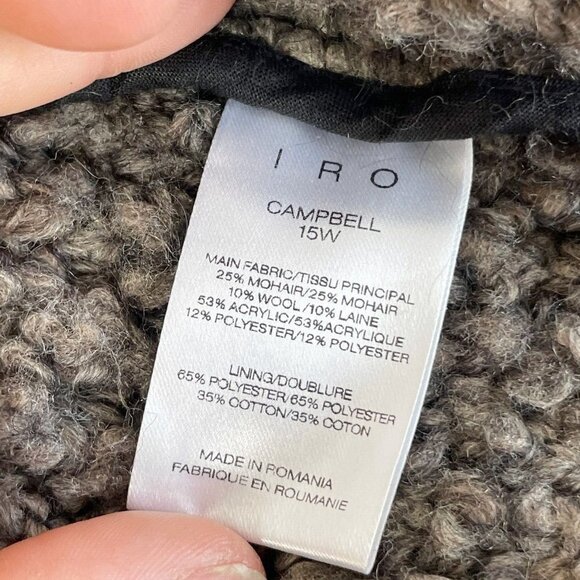 IRO
CAMPBELL
15W
MAIN FABRIC/TISSU PRINCIPAL
25% MOHAIR/25% MOHAIR
10% WOOL /10% LAINE
53% ACRYLIC/53%ACRYLIQUE
12% POLYESTER/12% POLYESTER
LINING/DOUBLURE
65% POLYESTER/65% POLYESTER
35% COTTON/35% COTON
MADE IN ROMANIA
FABRIQUE EN ROUMANIE